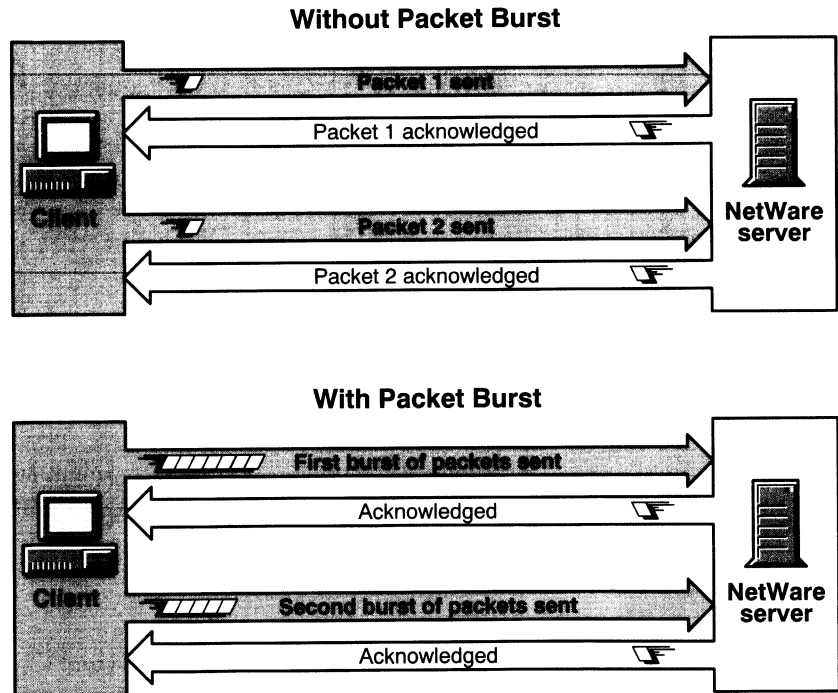 Without Packet Burst
Packet 1 sent
Packet 1 acknowledged
Client
Packet 2 sent
NetWare
server
Packet 2 acknowledged
With Packet Burst
First burst of packets sent
Acknowledged
Client
Second burst of packets sent
NetWare
server
Acknowledged